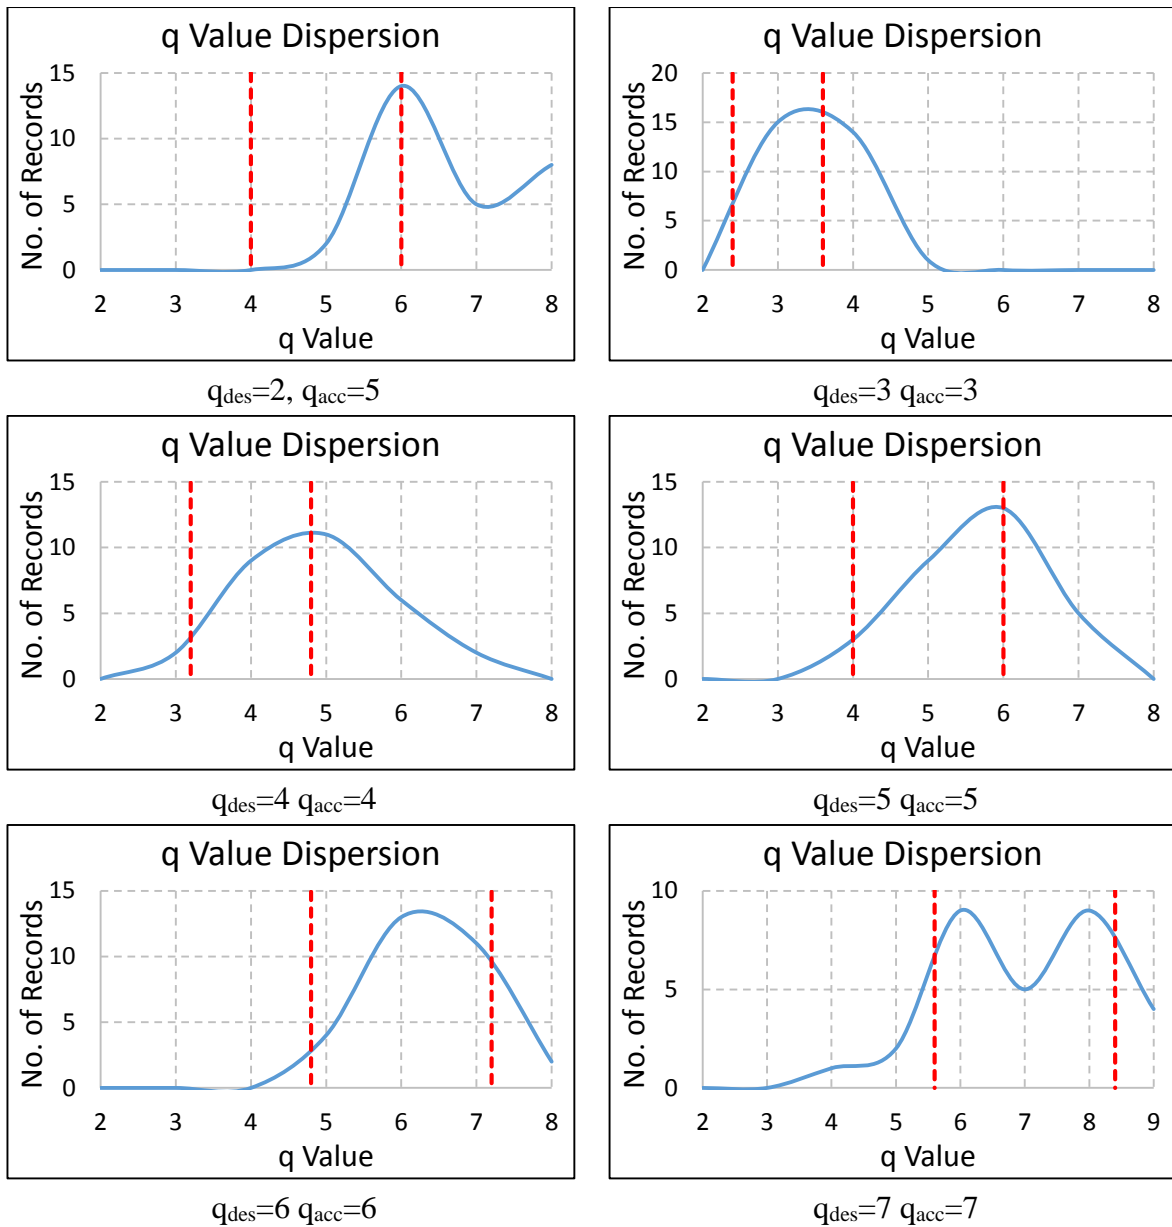 q Value Dispersion
No. of Records
15
10
5
0
2 3 4 5 6 7 8
q Value
q Value Dispersion
No. of Records
20
15
10
5
0
2 3 4 5 6 7 8
q Value
qdes=2, qacc=5
qdes=3 qacc=3
q Value Dispersion
No. of Records
15
10
5
0
2 3 4 5 6 7 8
q Value
q Value Dispersion
No. of Records
15
10
5
0
2 3 4 5 6 7 8
q Value
qdes=4 qacc=4
qdes=5 qacc=5
q Value Dispersion
No. of Records
15
10
5
0
2 3 4 5 6 7 8
q Value
q Value Dispersion
No. of Records
10
5
0
2 3 4 5 6 7 8 9
q Value
qdes=6 qacc=6
qdes=7 qacc=7